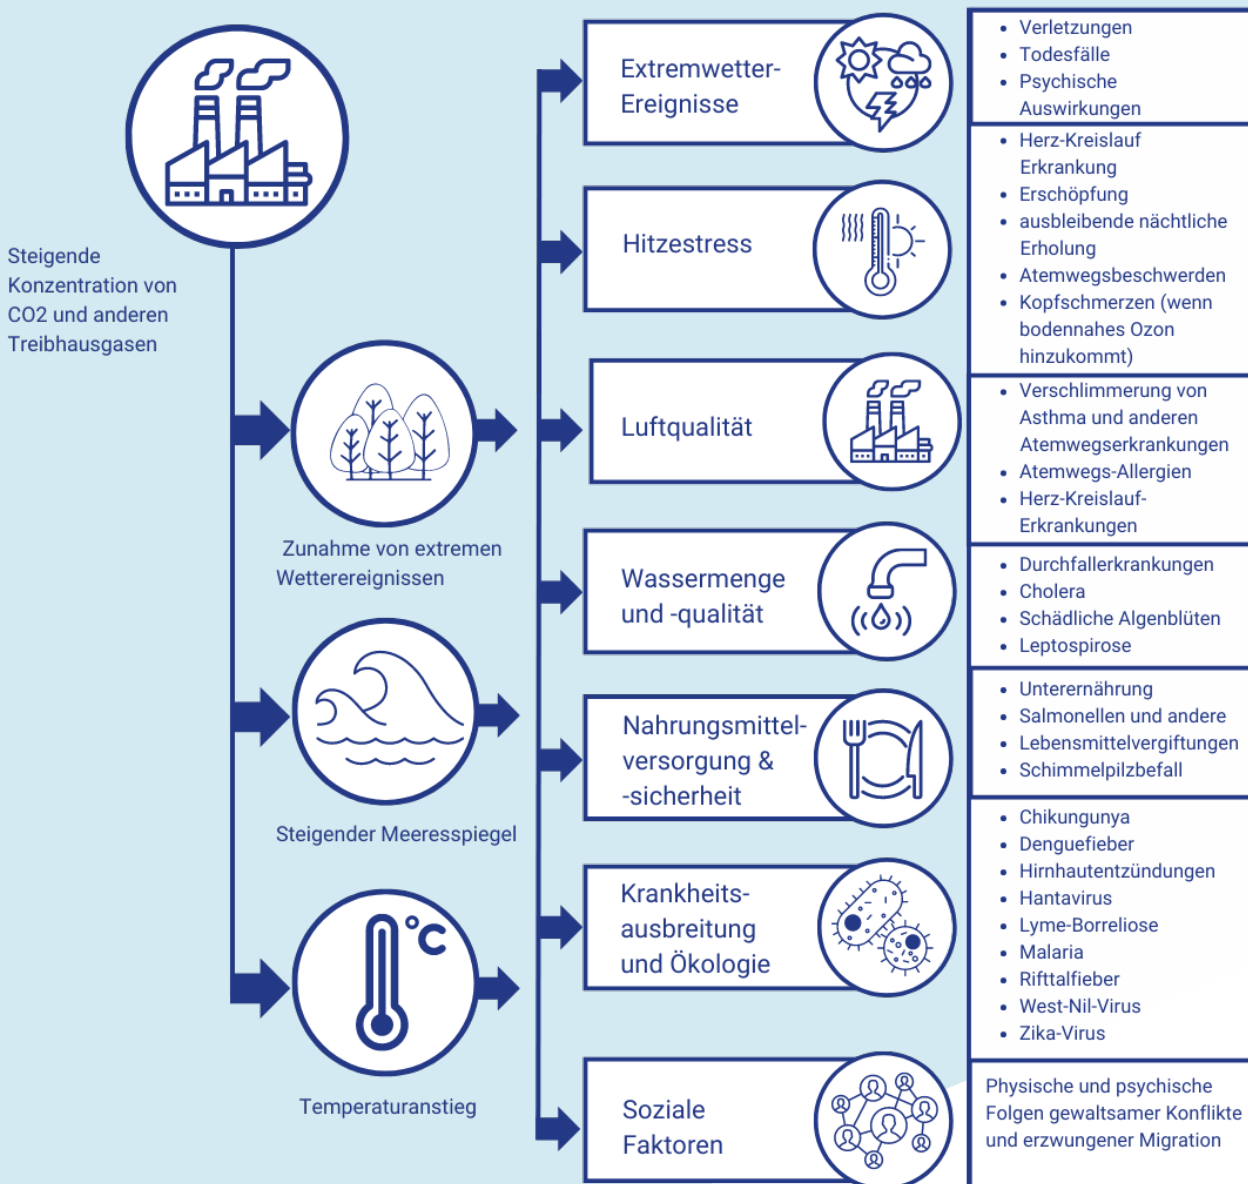 Steigende
Konzentration von
CO2 und anderen
Treibhausgasen
Zunahme von extremen
Wetterereignissen
Steigender Meeresspiegel
°C
Temperaturanstieg
Extremwetter-
Ereignisse
• Verletzungen
• Todesfälle
• Psychische
Auswirkungen
Hitzestress
• Herz-Kreislauf
Erkrankung
• Erschöpfung
• ausbleibende nächtliche
Erholung
• Atemwegsbeschwerden
• Kopfschmerzen (wenn
bodennahes Ozon
hinzukommt)
Luftqualität
• Verschlimmerung von
Asthma und anderen
Atemwegserkrankungen
• Atemwegs-Allergien
• Herz-Kreislauf-
Erkrankungen
Wassermenge
und -qualität
• Durchfallerkrankungen
• Cholera
• Schädliche Algenblüten
• Leptospirose
Nahrungsmittel-
versorgung &
-sicherheit
• Unterernährung
• Salmonellen und andere
• Lebensmittelvergiftungen
• Schimmelpilzbefall
Krankheits-
ausbreitung
und Ökologie
• Chikungunya
• Denguefieber
• Hirnhautentzündungen
• Hantavirus
• Lyme-Borreliose
• Malaria
• Rifttalfieber
• West-Nil-Virus
• Zika-Virus
Soziale
Faktoren
Physische und psychische
Folgen gewaltsamer Konflikte
und erzwungener Migration